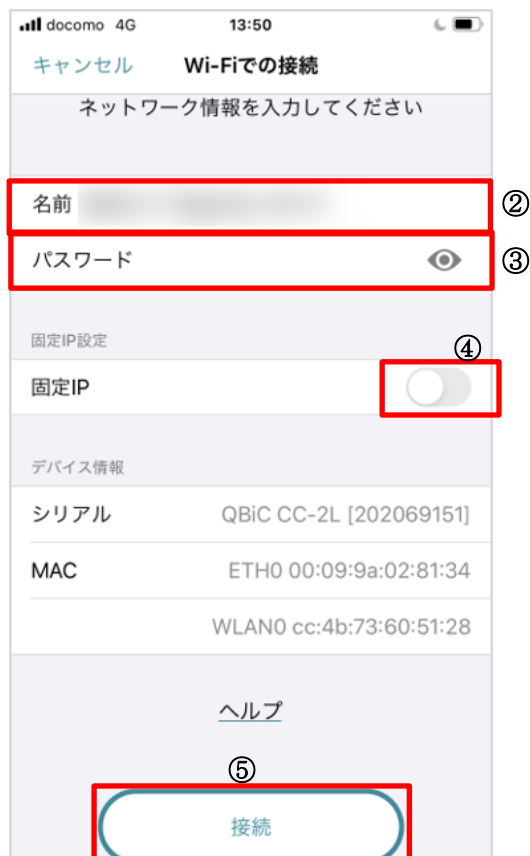 docomo 4G 13:50
キャンセル Wi-Fiでの接続
ネットワーク情報を入力してください
名前 ②
パスワード ③
固定IP設定
④
固定IP
デバイス情報
シリアル QBiC CC-2L [202069151]
MAC ETH0 00:09:9a:02:81:34
WLAN0 cc:4b:73:60:51:28
ヘルプ
⑤
接続